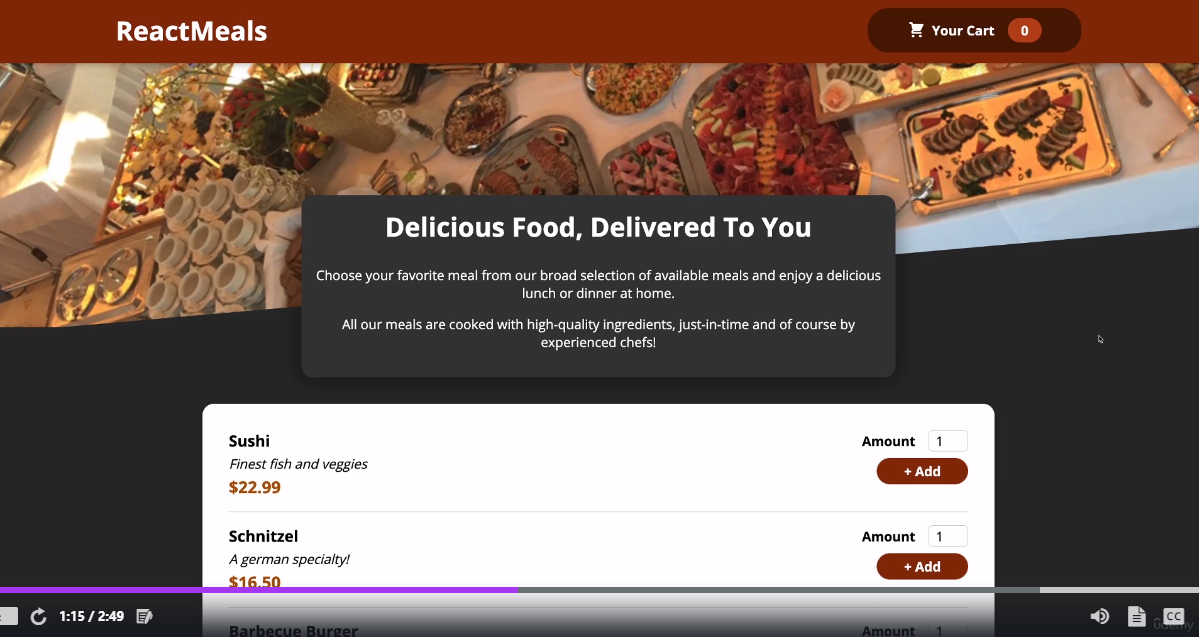 ReactMeals
Your Cart 0
Delicious Food, Delivered To You
Choose your favorite meal from our broad selection of available meals and enjoy a delicious
lunch or dinner at home.
All our meals are cooked with high-quality ingredients, just-in-time and of course by
experienced chefs!
Sushi
Amount 1
Finest fish and veggies
+ Add
$22.99
Schnitzel
Amount 1
A german specialty!
+ Add
$16.50
Barbecue Burger
Amount 1
1:15 / 2:49
CC
udemy